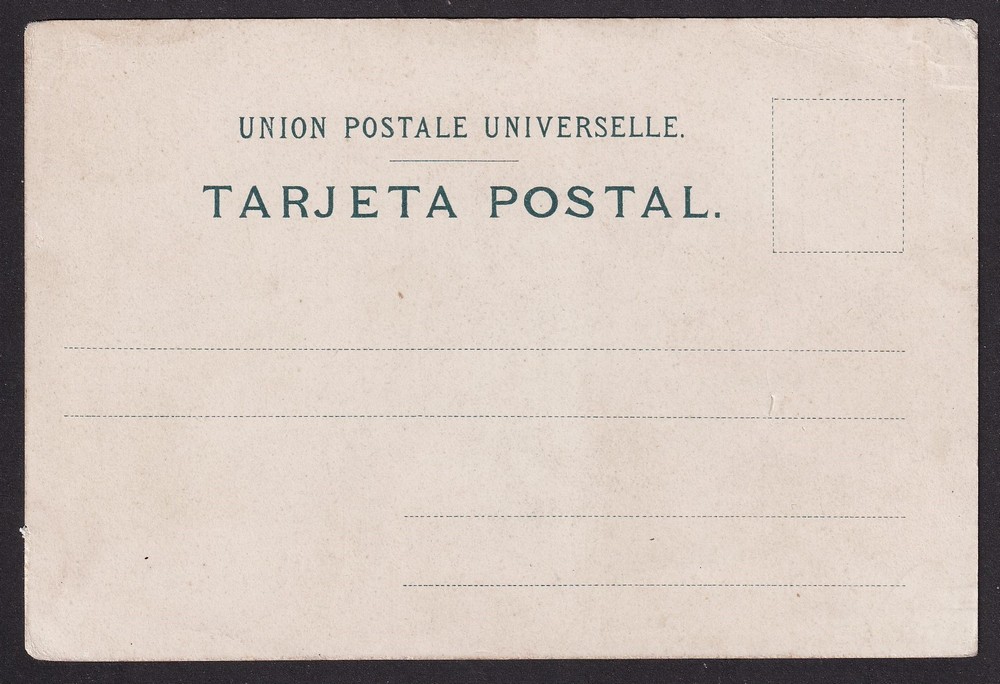 UNION POSTALE UNIVERSELLE.
TARJETA POSTAL.